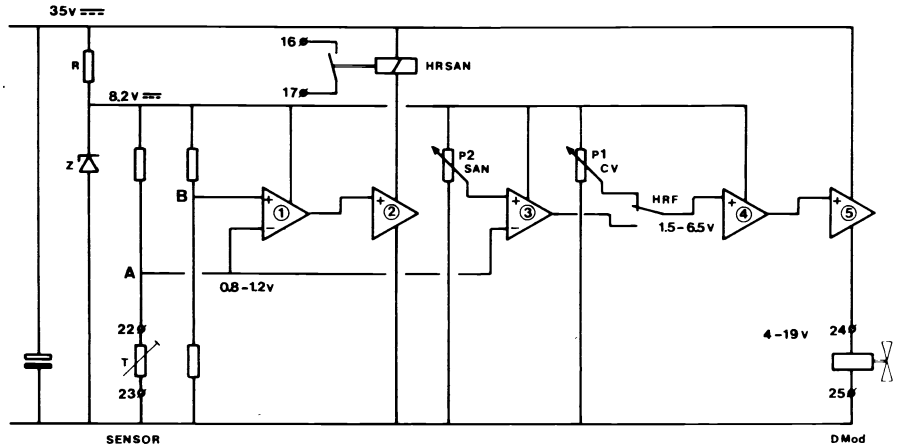 35v
16
R
HRSAN
17
8,2v
Z
P2
SAN
P1
CV
B
+
①
−
+
②
+
③
−
HRF
1.5–6.5v
+
④
+
⑤
A
0.8–1.2v
22
T
23
4–19v
24
25
SENSOR
DMod